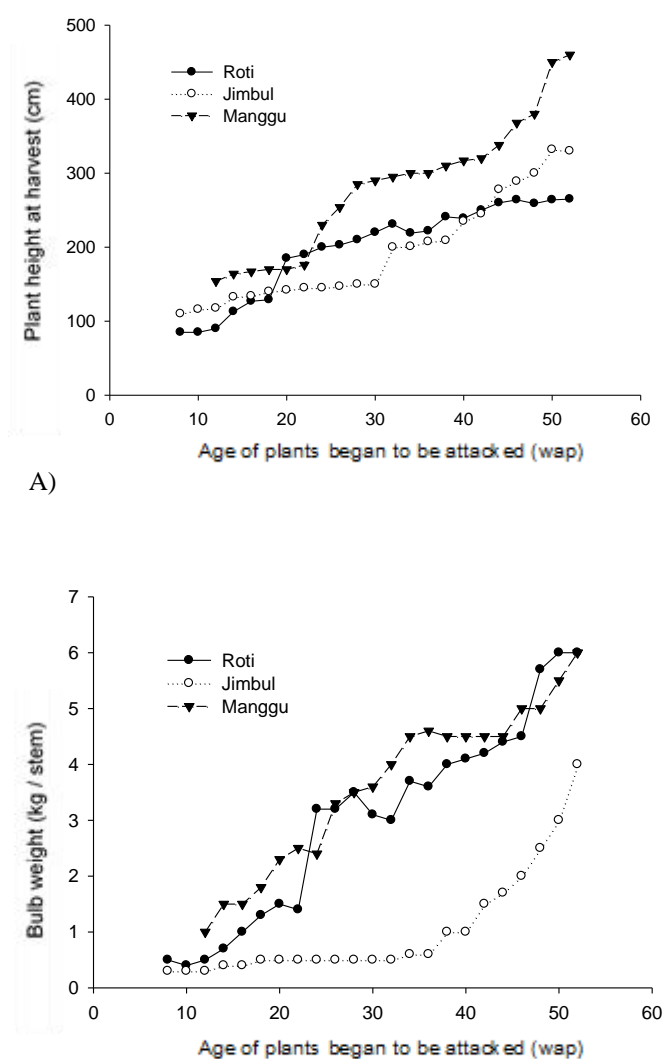 500
400
300
200
100
0
Plant height at harvest (cm)
Roti
Jimbul
Manggu
0 10 20 30 40 50 60
Age of plants began to be attacked (wap)
A)
7
6
5
4
3
2
1
0
Bulb weight (kg / stem)
Roti
Jimbul
Manggu
0 10 20 30 40 50 60
Age of plants began to be attacked (wap)